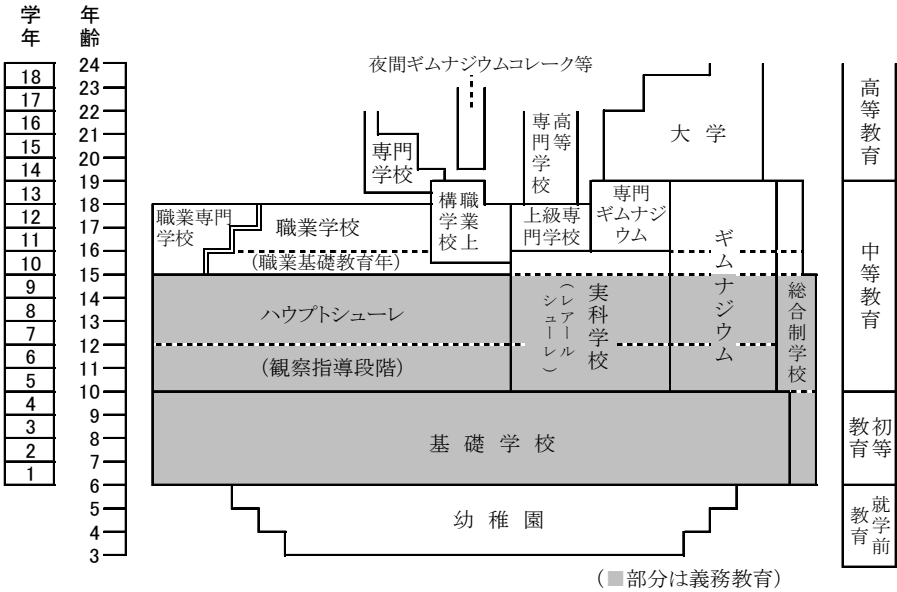 学年
年齢
18
17
16
15
14
13
12
11
10
9
8
7
6
5
4
3
2
1
24
23
22
21
20
19
18
17
16
15
14
13
12
11
10
9
8
7
6
5
4
3
夜間ギムナジウムコレーク等
専門
学校
高等
専門学校
大学
職業専門
学校
職業学校
(職業基礎教育年)
職業上
構学校
上級専
門学校
専門
ギムナジ
ウム
ギムナジウム
ハウプトシューレ
(観察指導段階)
実科学校
(レアール
シューレ)
総合制学校
基礎学校
幼稚園
高等教育
中等教育
初等
教育
就学前
教育
(■部分は義務教育)